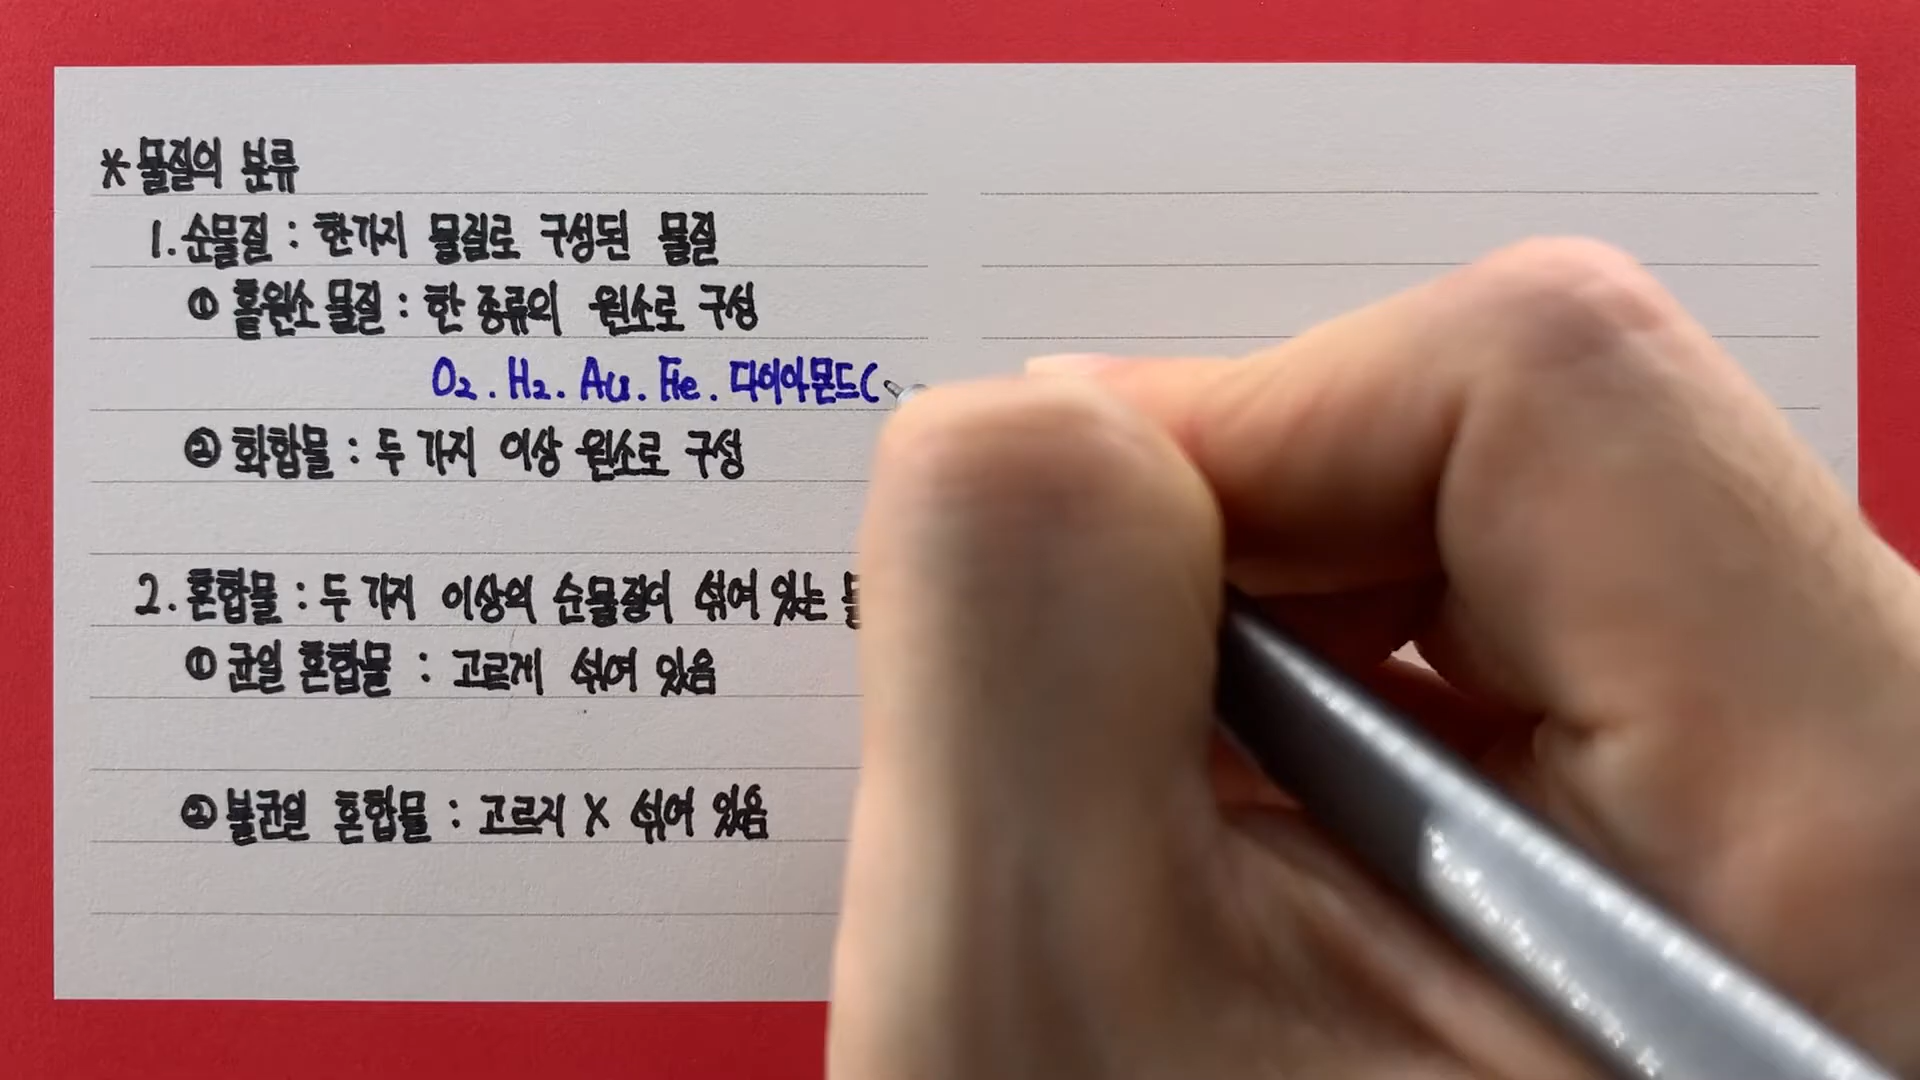 * 물질의 분류
1. 순물질 : 한가지 물질로 구성된 물질
① 홑원소 물질 : 한 종류의 원소로 구성
O₂. H₂. Au. Fe. 다이아몬드(
② 화합물 : 두 가지 이상 원소로 구성
2. 혼합물 : 두 가지 이상의 순물질이 섞여 있는
① 균일 혼합물 : 고르게 섞여 있음
② 불균일 혼합물 : 고르지 X 섞여 있음